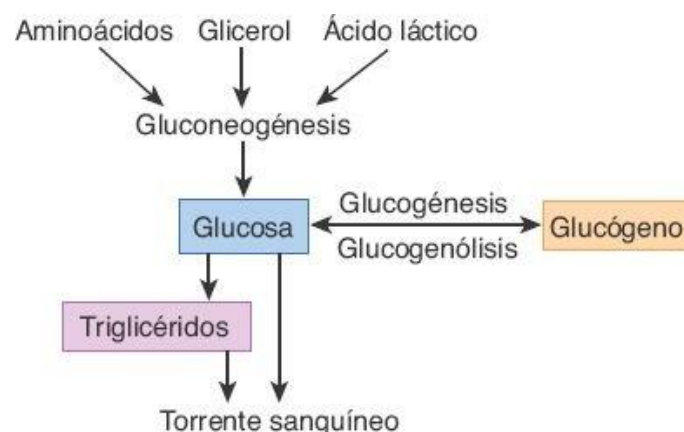 Aminoácidos Glicerol Ácido láctico
Gluconeogénesis
Glucogénesis
Glucosa
Glucógeno
Glucogenólisis
Triglicéridos
Torrente sanguíneo